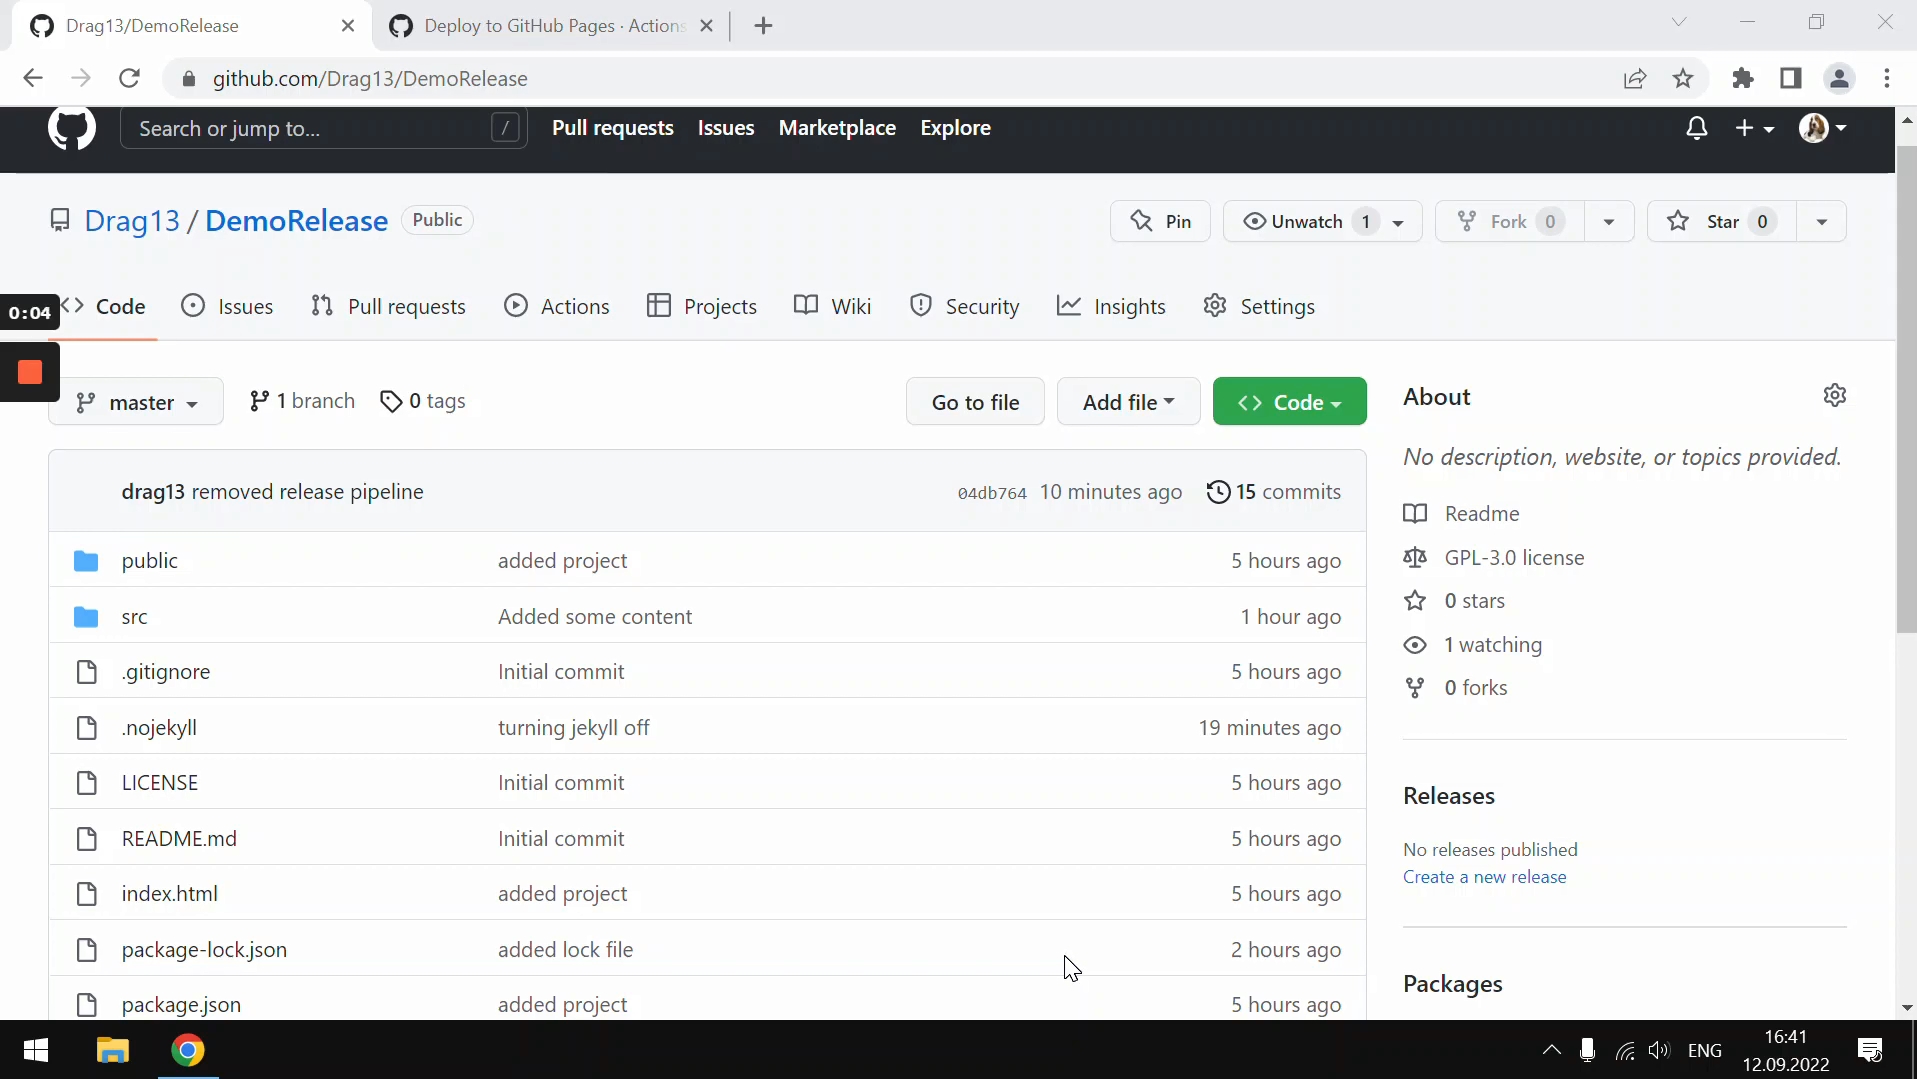 Drag13/DemoRelease
Deploy to GitHub Pages · Actions
github.com/Drag13/DemoRelease
Search or jump to... /
Pull requests Issues Marketplace Explore
Drag13 / DemoRelease Public
Pin Unwatch 1 Fork 0 Star 0
0:04
Code Issues Pull requests Actions Projects Wiki Security Insights Settings
master 1 branch 0 tags Go to file Add file Code
drag13 removed release pipeline 04db764 10 minutes ago 15 commits
public added project 5 hours ago
src Added some content 1 hour ago
.gitignore Initial commit 5 hours ago
.nojekyll turning jekyll off 19 minutes ago
LICENSE Initial commit 5 hours ago
README.md Initial commit 5 hours ago
index.html added project 5 hours ago
package-lock.json added lock file 2 hours ago
package.json added project 5 hours ago
About
No description, website, or topics provided.
Readme
GPL-3.0 license
0 stars
1 watching
0 forks
Releases
No releases published
Create a new release
Packages
ENG
16:41
12.09.2022